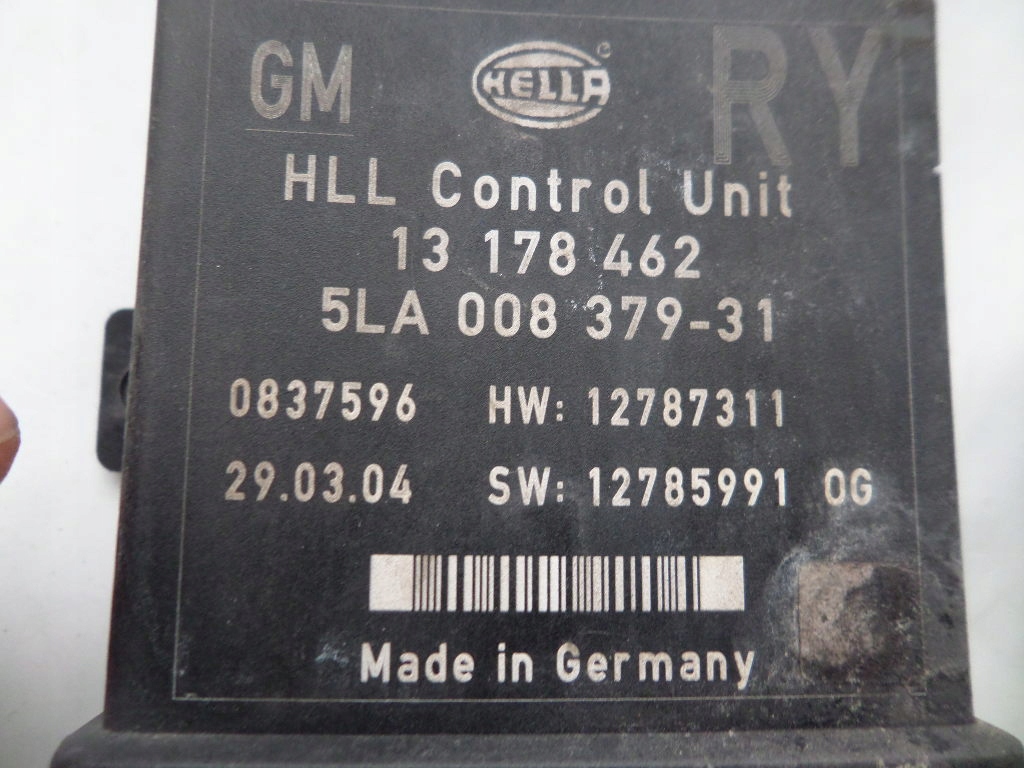 GM HELLA © RY
HLL Control Unit
13 178 462
5LA 008 379-31
0837596 HW: 12787311
29.03.04 SW: 12785991 OG
Made in Germany